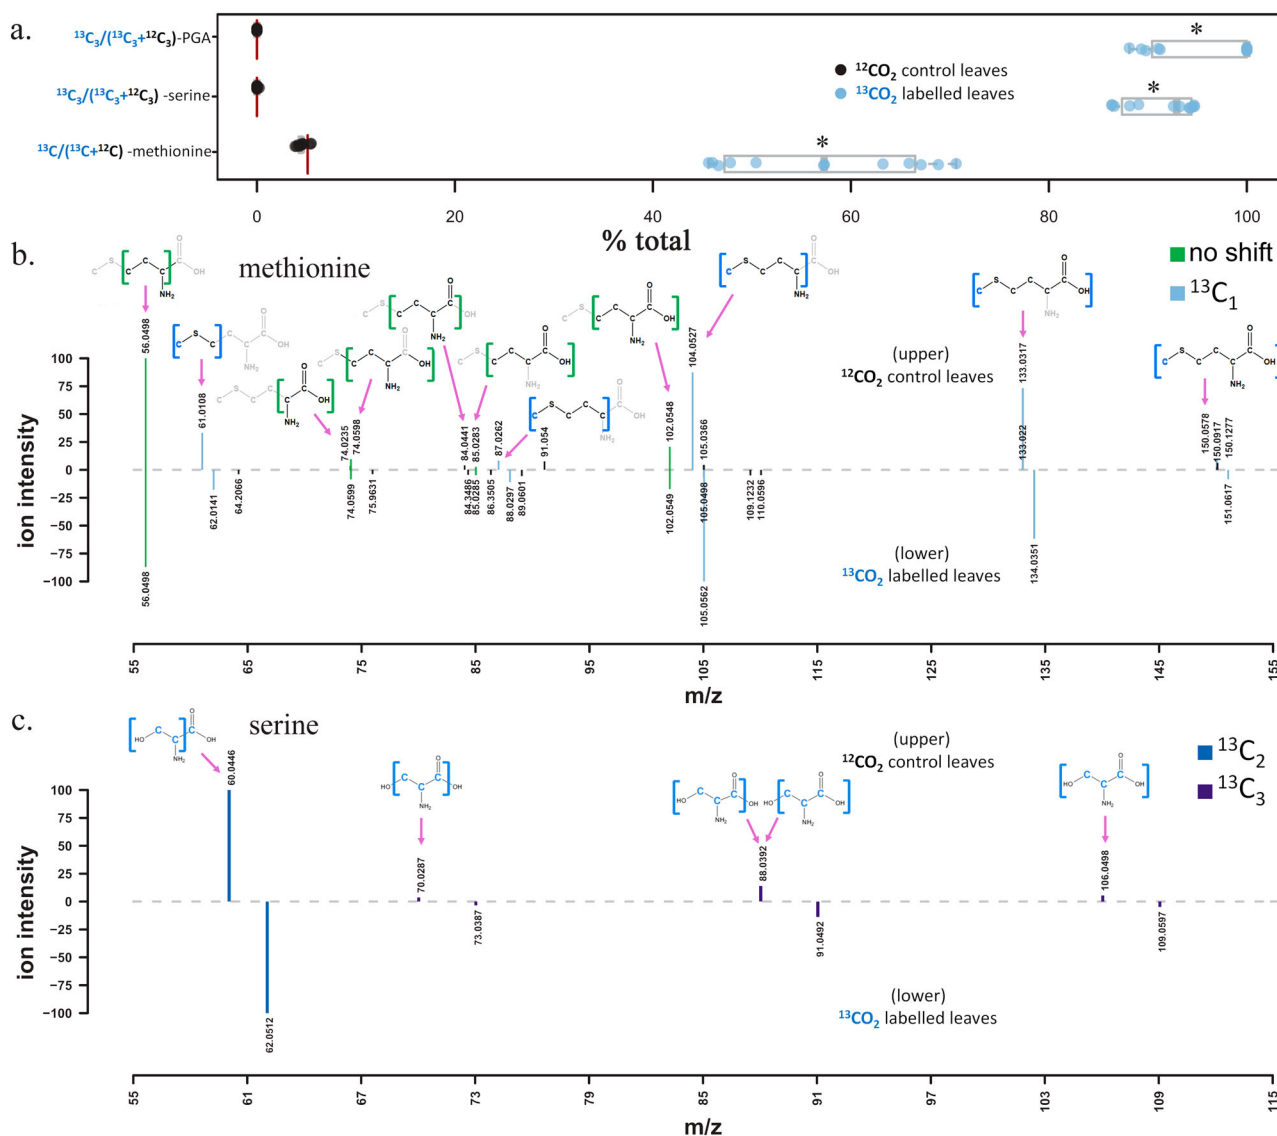 a.
¹³C₃/(¹³C₃+¹²C₃)-PGA
¹³C₃/(¹³C₃+¹²C₃) -serine
¹³C/(¹³C+¹²C) -methionine
* * *
¹²CO₂ control leaves
¹³CO₂ labelled leaves
0 20 40 60 80 100
% total
b.
methionine
no shift
¹³C₁
(upper)
¹²CO₂ control leaves
(lower)
¹³CO₂ labelled leaves
ion intensity
100
75
50
25
0
−25
−50
−75
−100
56.0498
61.0108
74.0235
74.0598
84.0441
85.0283
87.0262
91.054
102.0548
104.0527
105.0366
133.0317
133.022
150.0578
150.0917
150.1277
56.0498
62.0141
64.2066
74.0599
75.9631
84.3486
85.0285
86.3505
88.0297
89.0601
102.0549
105.0498
105.0562
109.1232
110.0596
134.0351
151.0617
55 65 75 85 95 105 115 125 135 145 155
m/z
c.
serine
¹³C₂
¹³C₃
(upper)
¹²CO₂ control leaves
(lower)
¹³CO₂ labelled leaves
ion intensity
100
75
50
25
0
−25
−50
−75
−100
60.0446
70.0287
88.0392
106.0498
62.0512
73.0387
91.0492
109.0597
55 61 67 73 79 85 91 97 103 109 115
m/z